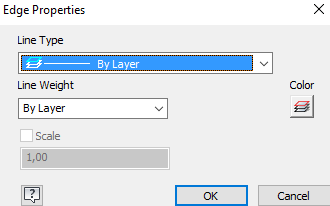 Edge Properties
Line Type
By Layer
Line Weight
Color
By Layer
Scale
1,00
?
OK
Cancel